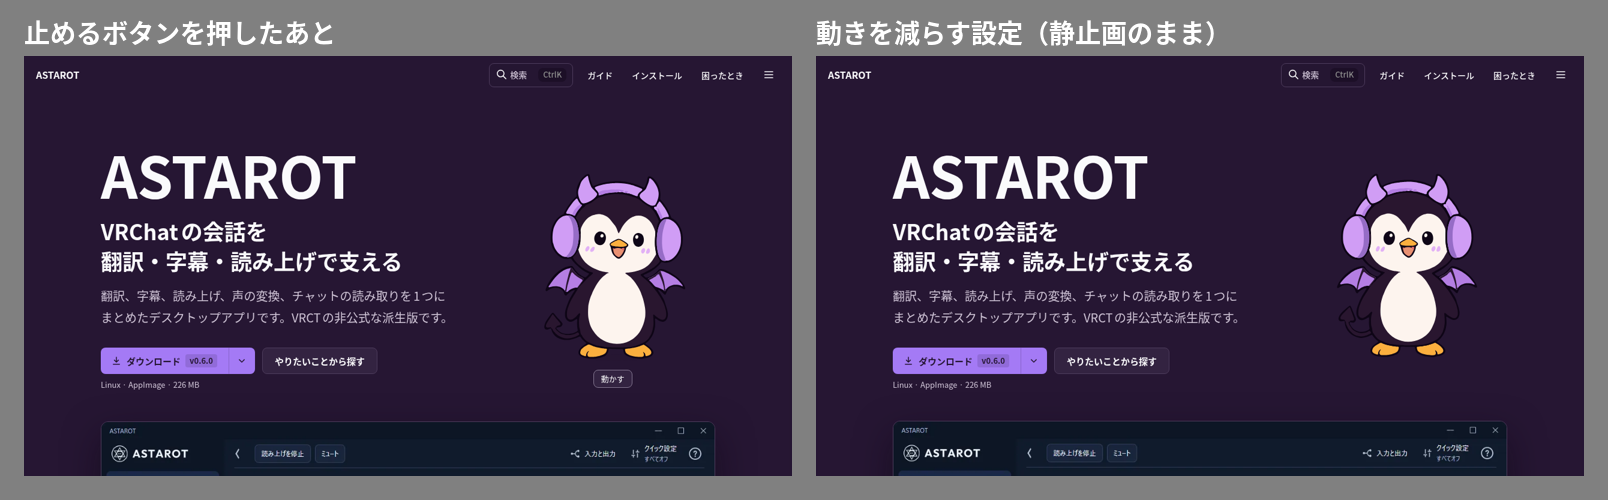 止めるボタンを押したあと
ASTAROT
検索 CtrlK ガイド インストール 困ったとき
ASTAROT
VRChatの会話を
翻訳・字幕・読み上げで支える
翻訳、字幕、読み上げ、声の変換、チャットの読み取りを1つに
まとめたデスクトップアプリです。VRCTの非公式な派生版です。
ダウンロード v0.6.0 やりたいことから探す
Linux · AppImage · 226 MB
動かす
ASTAROT
ASTAROT 読み上げを停止 ミュート 入力と出力 クイック設定
すべてオフ
動きを減らす設定（静止画のまま）
ASTAROT
検索 CtrlK ガイド インストール 困ったとき
ASTAROT
VRChatの会話を
翻訳・字幕・読み上げで支える
翻訳、字幕、読み上げ、声の変換、チャットの読み取りを1つに
まとめたデスクトップアプリです。VRCTの非公式な派生版です。
ダウンロード v0.6.0 やりたいことから探す
Linux · AppImage · 226 MB
ASTAROT
ASTAROT 読み上げを停止 ミュート 入力と出力 クイック設定
すべてオフ